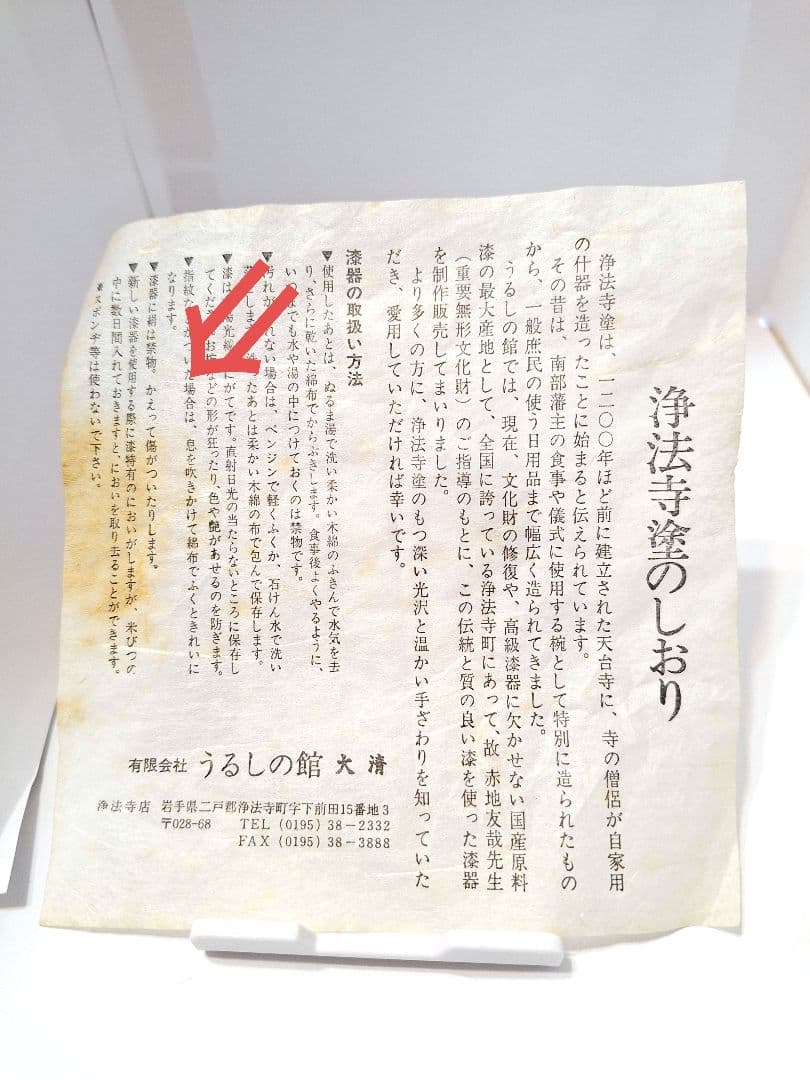 浄法寺塗のしおり
浄法寺塗は、一二〇〇年ほど前に建立された天台寺に、寺の僧侶が自家用
の什器を造ったことに始まると伝えられています。
その昔は、南部藩主の食事や儀式に使用する椀として特別に造られたもの
から、一般庶民の使う日用品まで幅広く造られてきました。
うるしの館では、現在、文化財の修復や、高級漆器に欠かせない国産原料
漆の最大産地として、全国に誇っている浄法寺町にあって、故 赤地友哉先生
（重要無形文化財）のご指導のもとに、この伝統と質の良い漆を使った漆器
を制作販売してまいりました。
より多くの方に、浄法寺塗のもつ深い光沢と温かい手ざわりを知っていた
だき、愛用していただければ幸いです。
漆器の取扱い方法
▼使用したあとは、ぬるま湯で洗い柔かい木綿のふきんで水気を去
り、さらに乾いた綿布でからぶきします。食事後よくやるように、
いつまでも水や湯の中につけておくのは禁物です。
▼汚れが れない場合は、ベンジンで軽くふくか、石けん水で洗い
します たあとは柔かい木綿の布で包んで保存します。
▼漆は 光線 にがてです。直射日光の当たらないところに保存し
てくだ お椀などの形が狂ったり、色や艶があせるのを防ぎます。
▼指紋な がついた場合は、息を吹きかけて綿布でふくときれいに
なります。
▼漆器に絹は禁物。かえって傷がついたりします。
▼新しい漆器を使用する際に漆特有のにおいがしますが、米びつの
中に数日間入れておきますと、においを取り去ることができます。
＊スポンヂ等は使わないで下さい。
有限会社 うるしの館 大清
浄法寺店 岩手県二戸郡浄法寺町字下前田15番地3
〒028-68 TEL (0195) 38-2332
FAX (0195) 38-3888